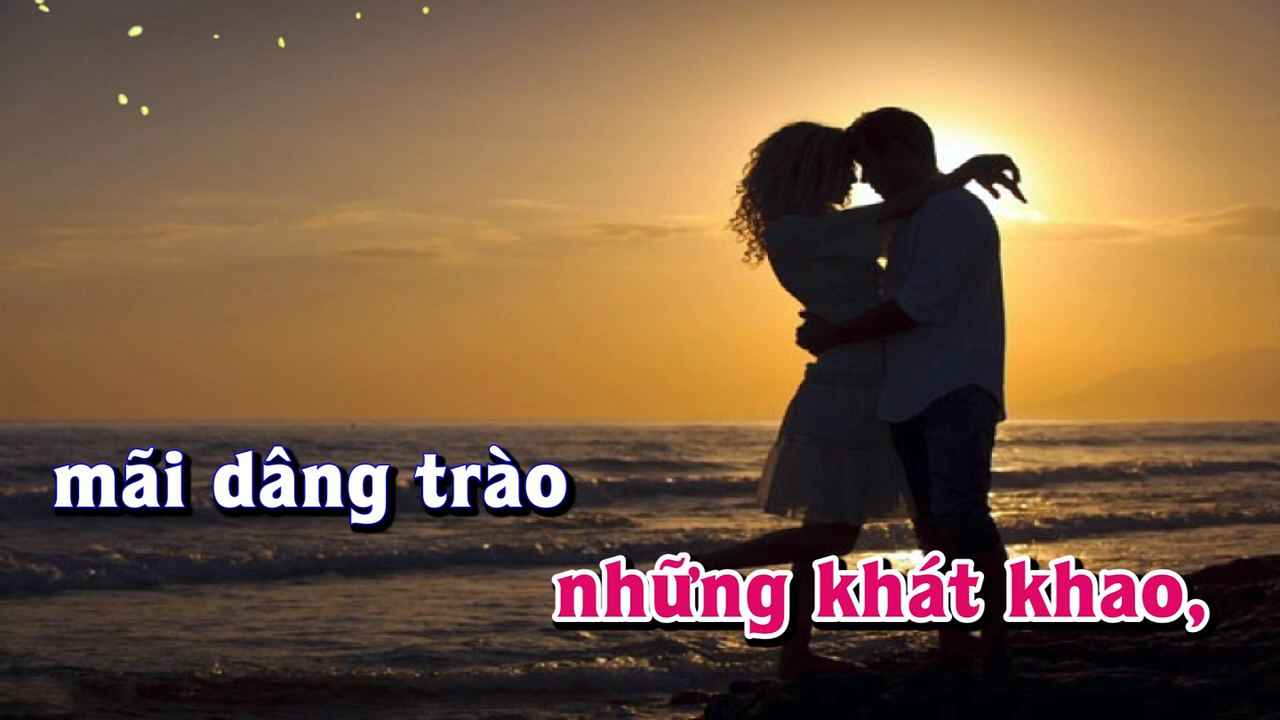 mãi dâng trào
những khát khao,